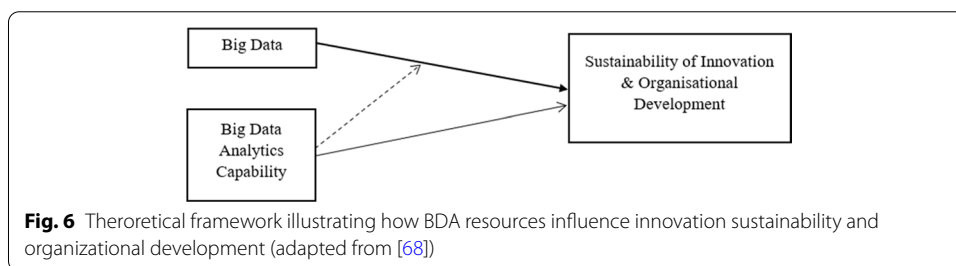 Big Data
Sustainability of Innovation
& Organisational
Development
Big Data
Analytics
Capability
Fig. 6 Theroretical framework illustrating how BDA resources influence innovation sustainability and
organizational development (adapted from [68])